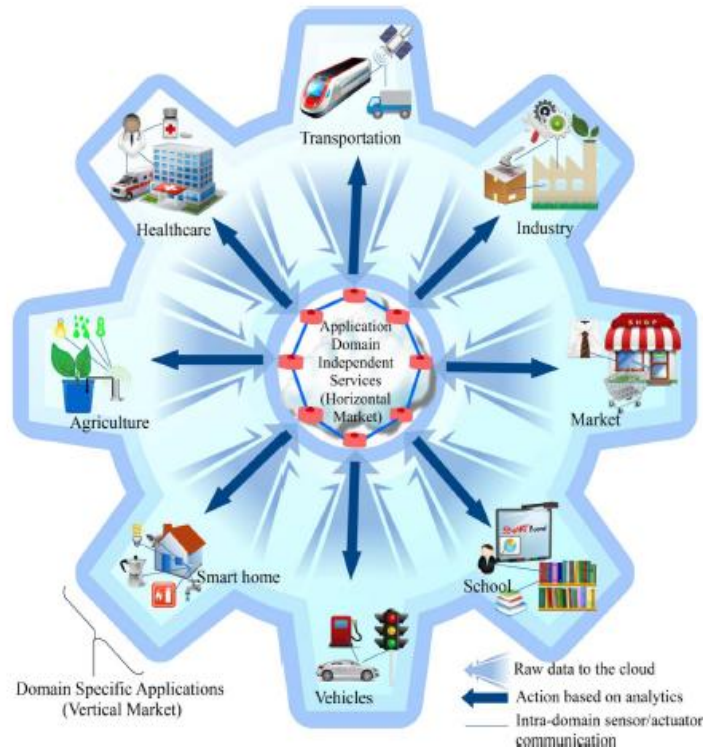 Transportation
Healthcare
Industry
Application
Domain
Independent
Services
(Horizontal
Market)
SHOP
Agriculture
Market
Smart home
School
Vehicles
Domain Specific Applications
(Vertical Market)
Raw data to the cloud
Action based on analytics
Intra-domain sensor/actuator
communication